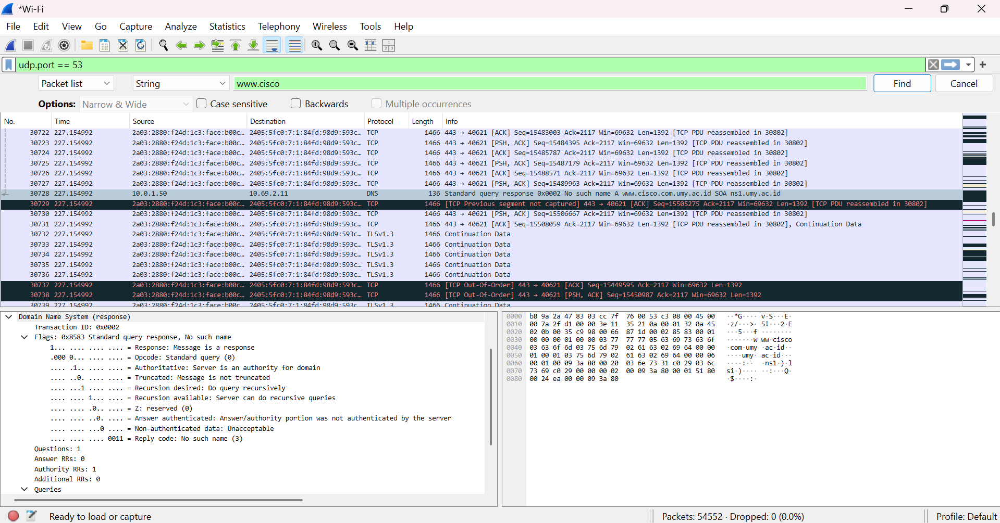 *Wi-Fi
File Edit View Go Capture Analyze Statistics Telephony Wireless Tools Help
udp.port == 53
Packet list String www.cisco Find Cancel
Options: Narrow & Wide Case sensitive Backwards Multiple occurrences
No. Time Source Destination Protocol Length Info
30722 227.154992 2a03:2880:f24d:1c3:face:b00c… 2405:5fc0:7:1:84fd:98d9:593c… TCP 1466 443 → 40621 [ACK] Seq=15483003 Ack=2117 Win=69632 Len=1392 [TCP PDU reassembled in 30802]
30723 227.154992 2a03:2880:f24d:1c3:face:b00c… 2405:5fc0:7:1:84fd:98d9:593c… TCP 1466 443 → 40621 [PSH, ACK] Seq=15484395 Ack=2117 Win=69632 Len=1392 [TCP PDU reassembled in 30802]
30724 227.154992 2a03:2880:f24d:1c3:face:b00c… 2405:5fc0:7:1:84fd:98d9:593c… TCP 1466 443 → 40621 [ACK] Seq=15485787 Ack=2117 Win=69632 Len=1392 [TCP PDU reassembled in 30802]
30725 227.154992 2a03:2880:f24d:1c3:face:b00c… 2405:5fc0:7:1:84fd:98d9:593c… TCP 1466 443 → 40621 [PSH, ACK] Seq=15487179 Ack=2117 Win=69632 Len=1392 [TCP PDU reassembled in 30802]
30726 227.154992 2a03:2880:f24d:1c3:face:b00c… 2405:5fc0:7:1:84fd:98d9:593c… TCP 1466 443 → 40621 [ACK] Seq=15488571 Ack=2117 Win=69632 Len=1392 [TCP PDU reassembled in 30802]
30727 227.154992 2a03:2880:f24d:1c3:face:b00c… 2405:5fc0:7:1:84fd:98d9:593c… TCP 1466 443 → 40621 [PSH, ACK] Seq=15489963 Ack=2117 Win=69632 Len=1392 [TCP PDU reassembled in 30802]
30728 227.154992 10.0.1.50 10.69.2.11 DNS 136 Standard query response 0x0002 No such name A www.cisco.com.umy.ac.id SOA ns1.umy.ac.id
30729 227.154992 2a03:2880:f24d:1c3:face:b00c… 2405:5fc0:7:1:84fd:98d9:593c… TCP 1466 [TCP Previous segment not captured] 443 → 40621 [ACK] Seq=15505275 Ack=2117 Win=69632 Len=1392 [TCP PDU reassembled in 30802]
30730 227.154992 2a03:2880:f24d:1c3:face:b00c… 2405:5fc0:7:1:84fd:98d9:593c… TCP 1466 443 → 40621 [PSH, ACK] Seq=15506667 Ack=2117 Win=69632 Len=1392 [TCP PDU reassembled in 30802]
30731 227.154992 2a03:2880:f24d:1c3:face:b00c… 2405:5fc0:7:1:84fd:98d9:593c… TCP 1466 443 → 40621 [ACK] Seq=15508059 Ack=2117 Win=69632 Len=1392 [TCP PDU reassembled in 30802], Continuation Data
30732 227.154992 2a03:2880:f24d:1c3:face:b00c… 2405:5fc0:7:1:84fd:98d9:593c… TLSv1.3 1466 Continuation Data
30733 227.154992 2a03:2880:f24d:1c3:face:b00c… 2405:5fc0:7:1:84fd:98d9:593c… TLSv1.3 1466 Continuation Data
30734 227.154992 2a03:2880:f24d:1c3:face:b00c… 2405:5fc0:7:1:84fd:98d9:593c… TLSv1.3 1466 Continuation Data
30735 227.154992 2a03:2880:f24d:1c3:face:b00c… 2405:5fc0:7:1:84fd:98d9:593c… TLSv1.3 1466 Continuation Data
30736 227.154992 2a03:2880:f24d:1c3:face:b00c… 2405:5fc0:7:1:84fd:98d9:593c… TLSv1.3 1466 Continuation Data
30737 227.154992 2a03:2880:f24d:1c3:face:b00c… 2405:5fc0:7:1:84fd:98d9:593c… TCP 1466 [TCP Out-Of-Order] 443 → 40621 [ACK] Seq=15449595 Ack=2117 Win=69632 Len=1392
30738 227.154992 2a03:2880:f24d:1c3:face:b00c… 2405:5fc0:7:1:84fd:98d9:593c… TCP 1466 [TCP Out-Of-Order] 443 → 40621 [PSH, ACK] Seq=15450987 Ack=2117 Win=69632 Len=1392
30739 227.154992 2a03:2880:f24d:1c3:face:b00c… 2405:5fc0:7:1:84fd:98d9:593c… TLSv1.3 1466 Continuation Data
Domain Name System (response)
Transaction ID: 0x0002
Flags: 0x8583 Standard query response, No such name
1... .... .... .... = Response: Message is a response
.000 0... .... .... = Opcode: Standard query (0)
.... .1.. .... .... = Authoritative: Server is an authority for domain
.... ..0. .... .... = Truncated: Message is not truncated
.... ...1 .... .... = Recursion desired: Do query recursively
.... .... 1... .... = Recursion available: Server can do recursive queries
.... .... .0.. .... = Z: reserved (0)
.... .... ..0. .... = Answer authenticated: Answer/authority portion was not authenticated by the server
.... .... ...0 .... = Non-authenticated data: Unacceptable
.... .... .... 0011 = Reply code: No such name (3)
Questions: 1
Answer RRs: 0
Authority RRs: 1
Additional RRs: 0
Queries
0000 b8 9a 2a 47 83 03 cc 7f 76 00 53 c3 08 00 45 00 ··*G···· v·S···E·
0010 00 7a 2f d1 00 00 3e 11 35 21 0a 00 01 32 0a 45 ·z/···>· 5!···2·E
0020 02 0b 00 35 c9 98 00 66 87 1d 00 02 85 83 00 01 ···5···f ········
0030 00 00 00 01 00 00 03 77 77 77 05 63 69 73 63 6f ·······w ww·cisco
0040 03 63 6f 6d 03 75 6d 79 02 61 63 02 69 64 00 00 ·com·umy ·ac·id··
0050 01 00 01 03 75 6d 79 02 61 63 02 69 64 00 00 06 ····umy· ac·id···
0060 00 01 00 09 3a 80 00 20 03 6e 73 31 c0 29 03 6c ····:·· ·ns1·)·l
0070 73 69 c0 29 00 00 00 02 00 09 3a 80 00 01 51 80 si·)···· ··:···Q·
0080 00 24 ea 00 00 09 3a 80 ·$····:·
Ready to load or capture Packets: 54552 · Dropped: 0 (0.0%) Profile: Default